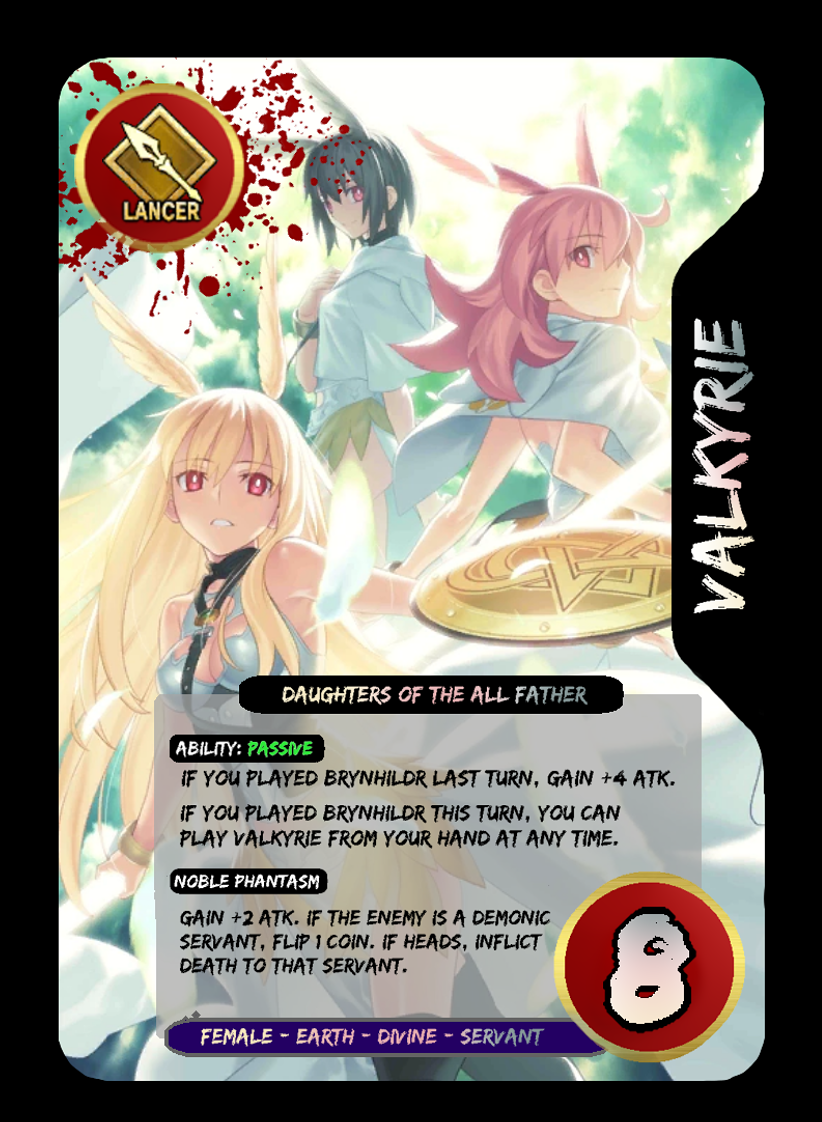 LANCER
VALKYRIE
DAUGHTERS OF THE ALL FATHER
ABILITY: PASSIVE
IF YOU PLAYED BRYNHILDR LAST TURN, GAIN +4 ATK.
IF YOU PLAYED BRYNHILDR THIS TURN, YOU CAN
PLAY VALKYRIE FROM YOUR HAND AT ANY TIME.
NOBLE PHANTASM
GAIN +2 ATK. IF THE ENEMY IS A DEMONIC
SERVANT, FLIP 1 COIN. IF HEADS, INFLICT
DEATH TO THAT SERVANT.
8
FEMALE - EARTH - DIVINE - SERVANT